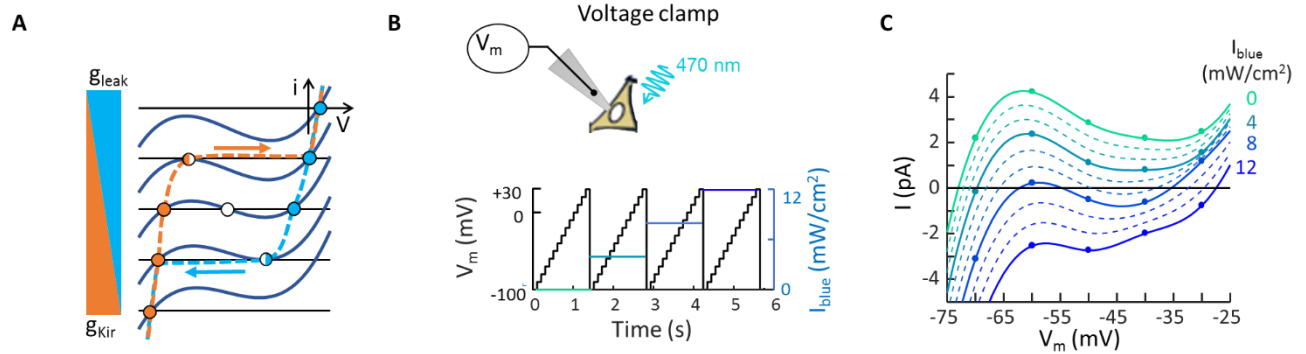 A
g_leak
g_Kir
i
V
B
Voltage clamp
V_m
470 nm
+30
0
-100
V_m (mV)
0 1 2 3 4 5 6
Time (s)
12
0
I_blue (mW/cm²)
C
I_blue
(mW/cm²)
0
4
8
12
4
2
0
-2
-4
I (pA)
-75 -65 -55 -45 -35 -25
V_m (mV)